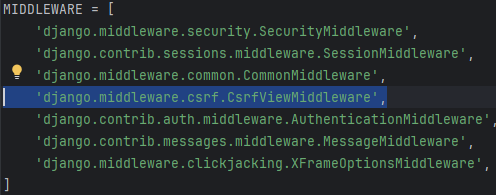 MIDDLEWARE = [
    'django.middleware.security.SecurityMiddleware',
    'django.contrib.sessions.middleware.SessionMiddleware',
    'django.middleware.common.CommonMiddleware',
    'django.middleware.csrf.CsrfViewMiddleware',
    'django.contrib.auth.middleware.AuthenticationMiddleware',
    'django.contrib.messages.middleware.MessageMiddleware',
    'django.middleware.clickjacking.XFrameOptionsMiddleware',
]